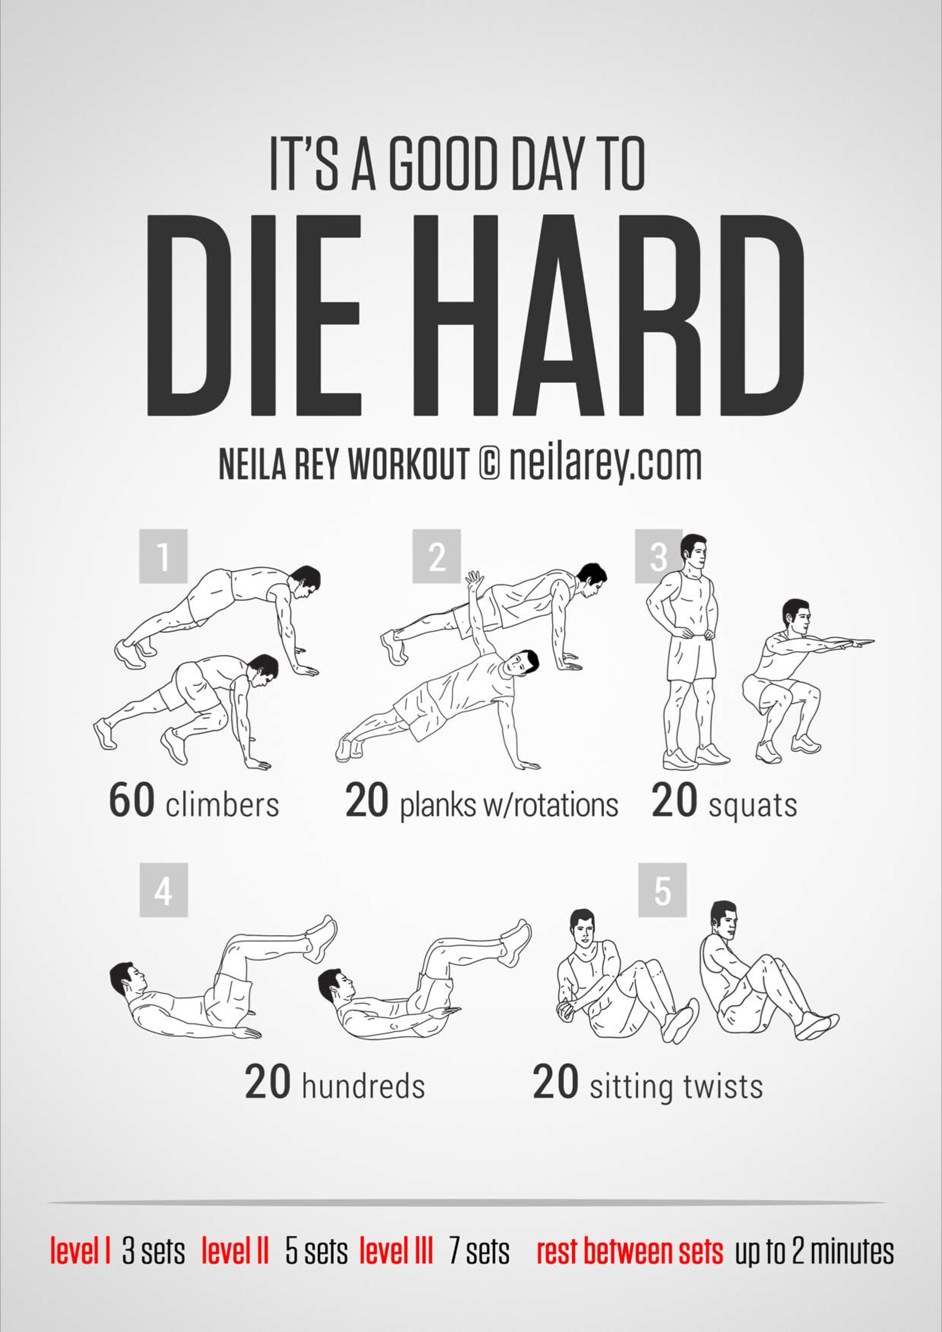 IT'S A GOOD DAY TO
DIE HARD
NEILA REY WORKOUT © neilarey.com
1
2
3
60 climbers
20 planks w/rotations
20 squats
4
5
20 hundreds
20 sitting twists
level I 3 sets level II 5 sets level III 7 sets rest between sets up to 2 minutes